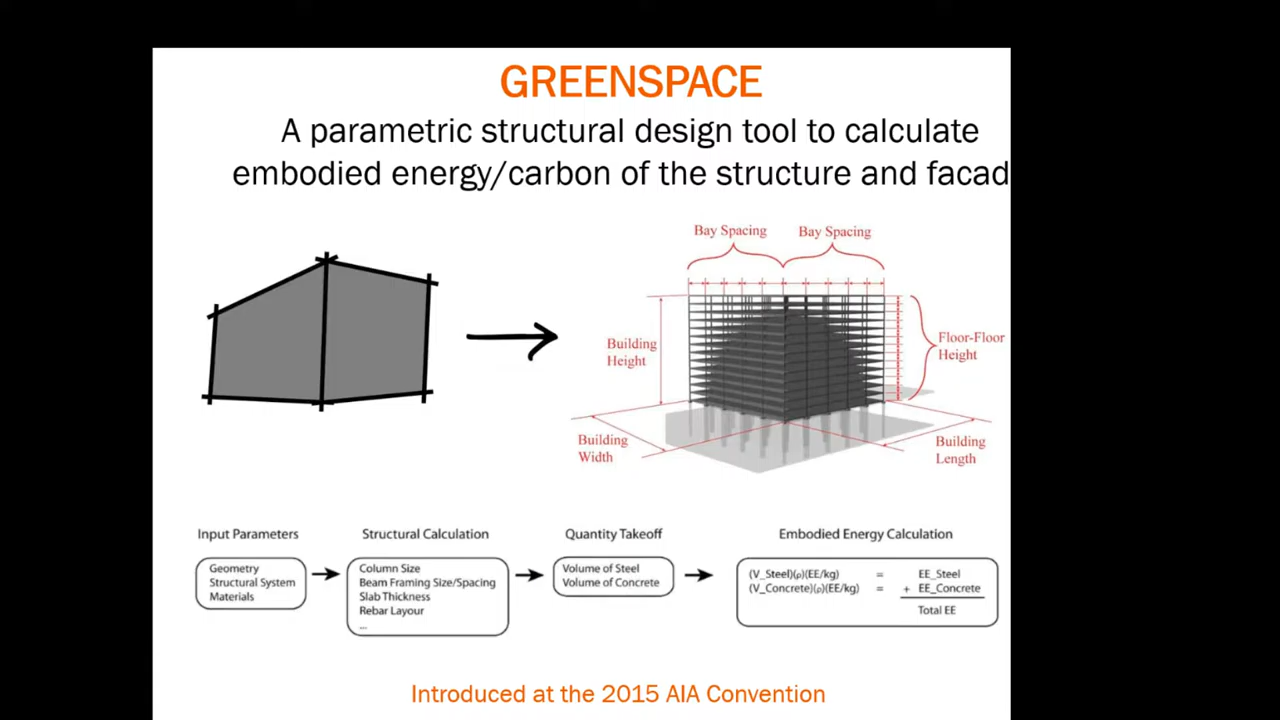 GREENSPACE
A parametric structural design tool to calculate
embodied energy/carbon of the structure and facad
Bay Spacing Bay Spacing
Building
Height
Floor-Floor
Height
Building
Width
Building
Length
Input Parameters
Geometry
Structural System
Materials
Structural Calculation
Column Size
Beam Framing Size/Spacing
Slab Thickness
Rebar Layour
...
Quantity Takeoff
Volume of Steel
Volume of Concrete
Embodied Energy Calculation
(V_Steel)(ρ)(EE/kg) = EE_Steel
(V_Concrete)(ρ)(EE/kg) = + EE_Concrete
Total EE
Introduced at the 2015 AIA Convention